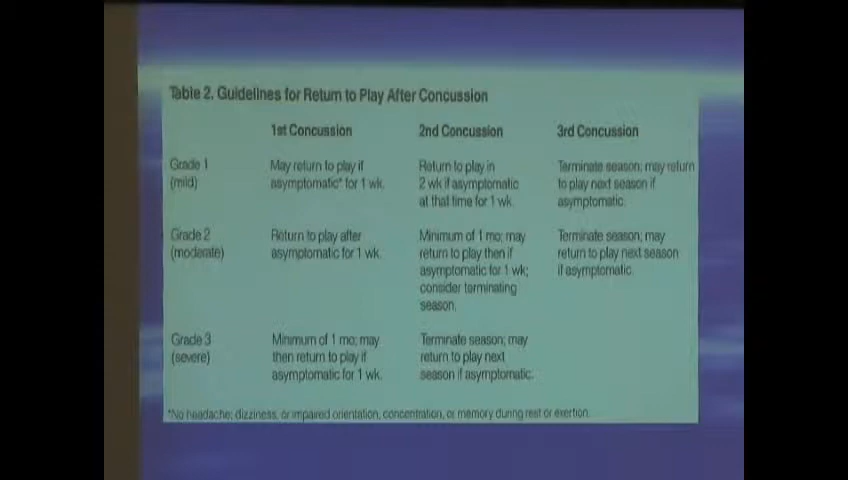 Table 2. Guidelines for Return to Play After Concussion
1st Concussion 2nd Concussion 3rd Concussion
Grade 1
(mild)
May return to play if
asymptomatic* for 1 wk.
Return to play in
2 wk if asymptomatic
at that time for 1 wk.
Terminate season; may return
to play next season if
asymptomatic.
Grade 2
(moderate)
Return to play after
asymptomatic for 1 wk.
Minimum of 1 mo; may
return to play then if
asymptomatic for 1 wk;
consider terminating
season.
Terminate season; may
return to play next season
if asymptomatic.
Grade 3
(severe)
Minimum of 1 mo; may
then return to play if
asymptomatic for 1 wk.
Terminate season; may
return to play next
season if asymptomatic.
*No headache; dizziness, or impaired orientation, concentration, or memory during rest or exertion.